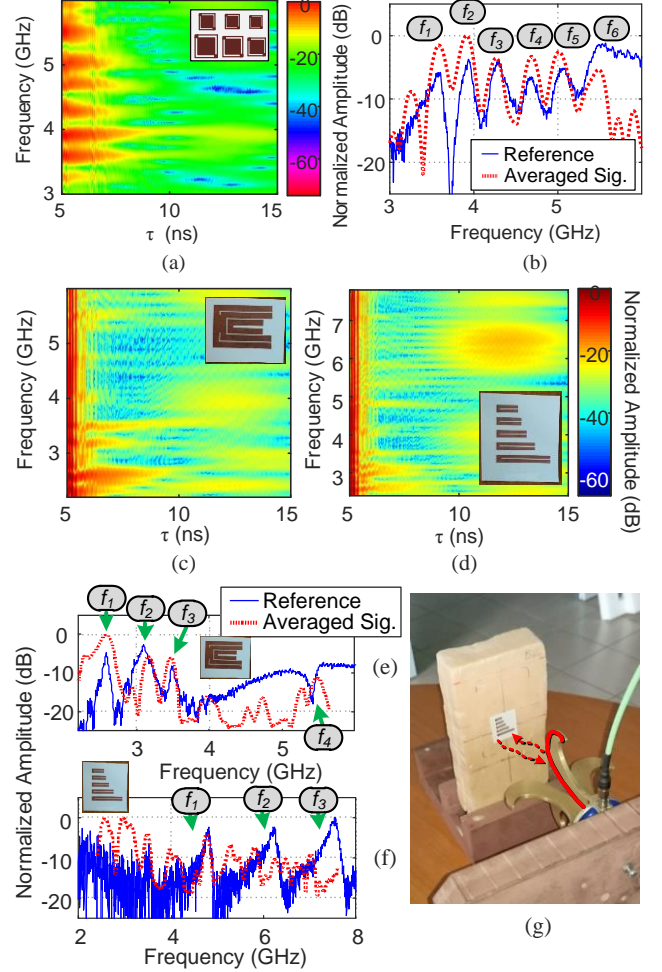 0
6
5
4
3
Frequency (GHz)
5 10 15
τ (ns)
-20
-40
-60
Normalized Amplitude (dB)
(a)
f1 f2 f3 f4 f5 f6
0
-10
-20
Reference
Averaged Sig.
3 4 5
Frequency (GHz)
(b)
6
5
4
3
Frequency (GHz)
5 10 15
τ (ns)
(c)
7
6
5
4
3
5 10 15
τ (ns)
(d)
0
-20
-40
-60
Normalized Amplitude (dB)
f1 f2 f3
Reference
Averaged Sig.
0
-10
-20
(e)
f4
3 4 5
Frequency (GHz)
Normalized Amplitude (dB)
f1 f2 f3
0
-10
-20
(f)
2 4 6 8
Frequency (GHz)
(g)